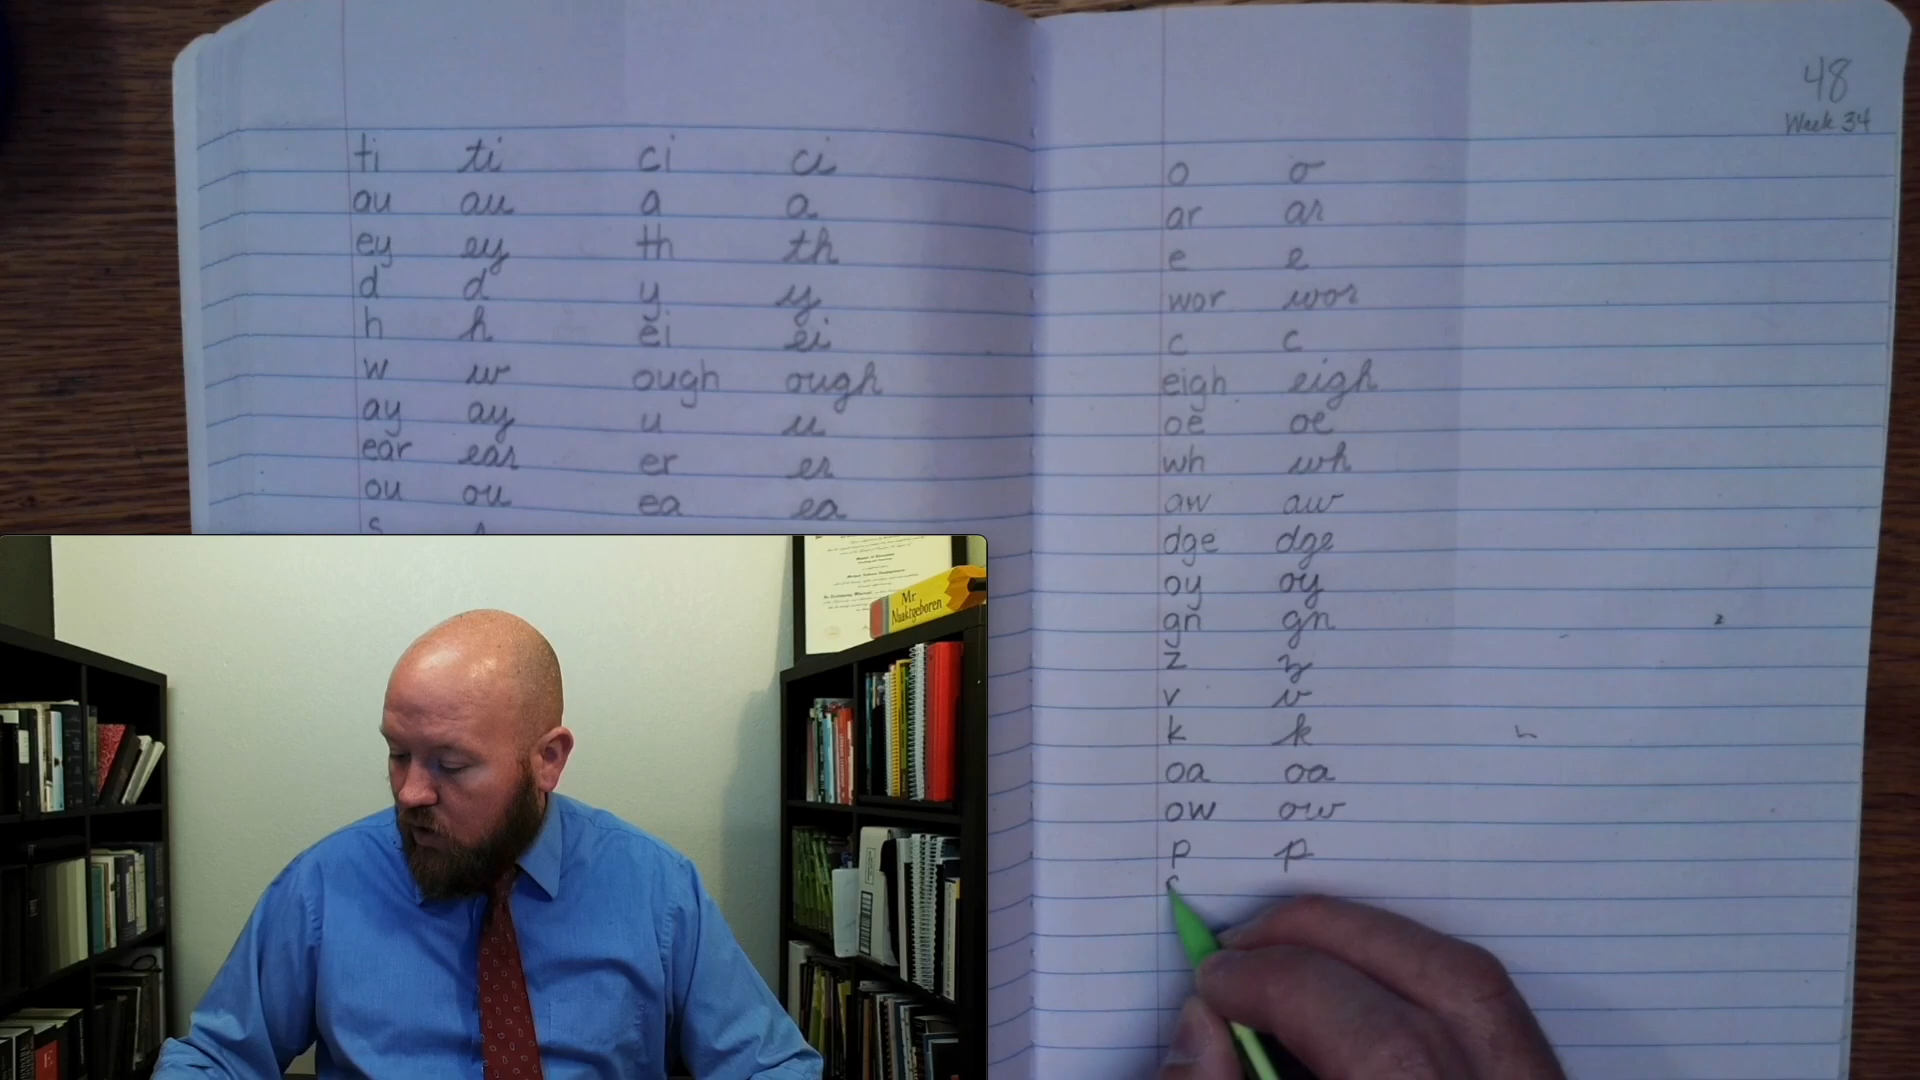 48
Week 34
ti ti ci ci
au au a a
ey ey th th
d d y y
h h ei ei
w w ough ough
ay ay u u
ear ear er er
ou ou ea ea
s s
o o
ar ar
e e
wor wor
c c
eigh eigh
oe oe
wh wh
aw aw
dge dge
oy oy
gn gn
z z
v v
k k
oa oa
ow ow
p p
Mr.
Nuaktgeboren